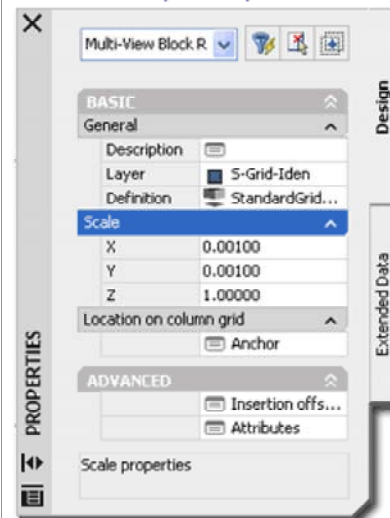 Multi-View Block R
BASIC
General
Description
Layer S-Grid-Iden
Definition StandardGrid...
Scale
X 0.00100
Y 0.00100
Z 1.00000
Location on column grid
Anchor
ADVANCED
Insertion offs...
Attributes
Scale properties
PROPERTIES
Design
Extended Data